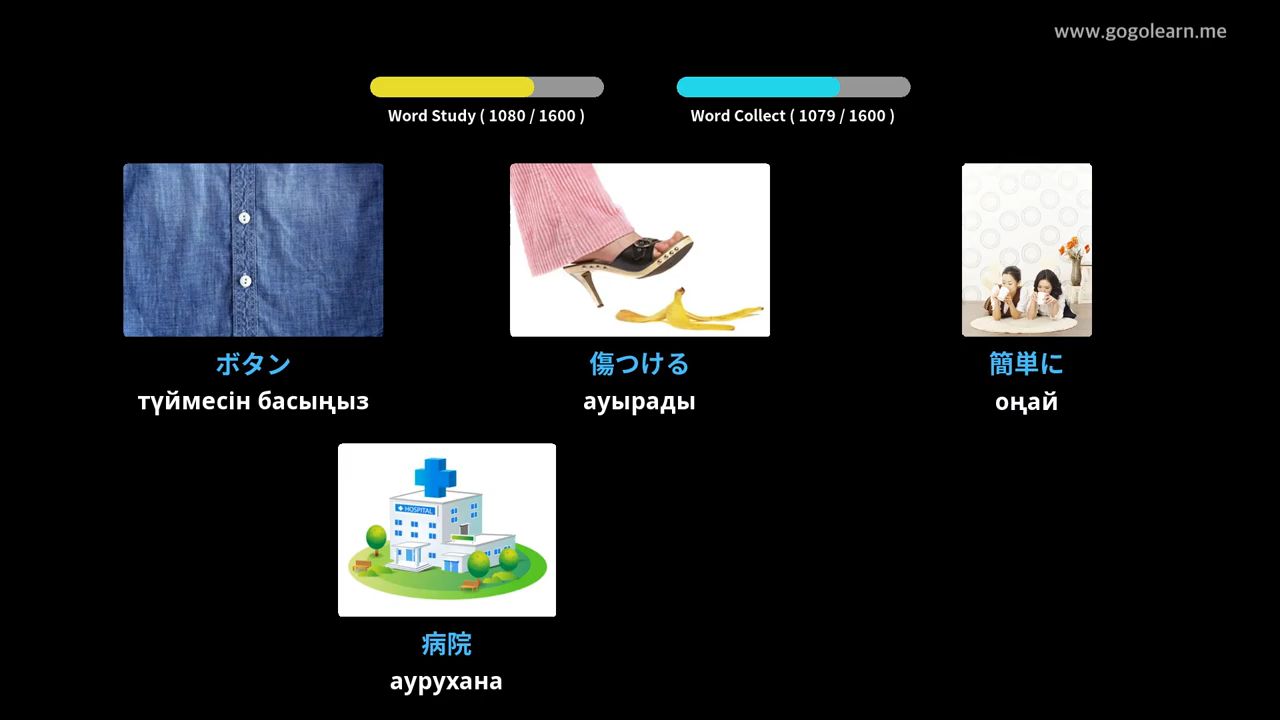 www.gogolearn.me
Word Study ( 1080 / 1600 )
Word Collect ( 1079 / 1600 )
ボタン
түймесін басыңыз
傷つける
ауырады
簡単に
оңай
HOSPITAL
病院
аурухана